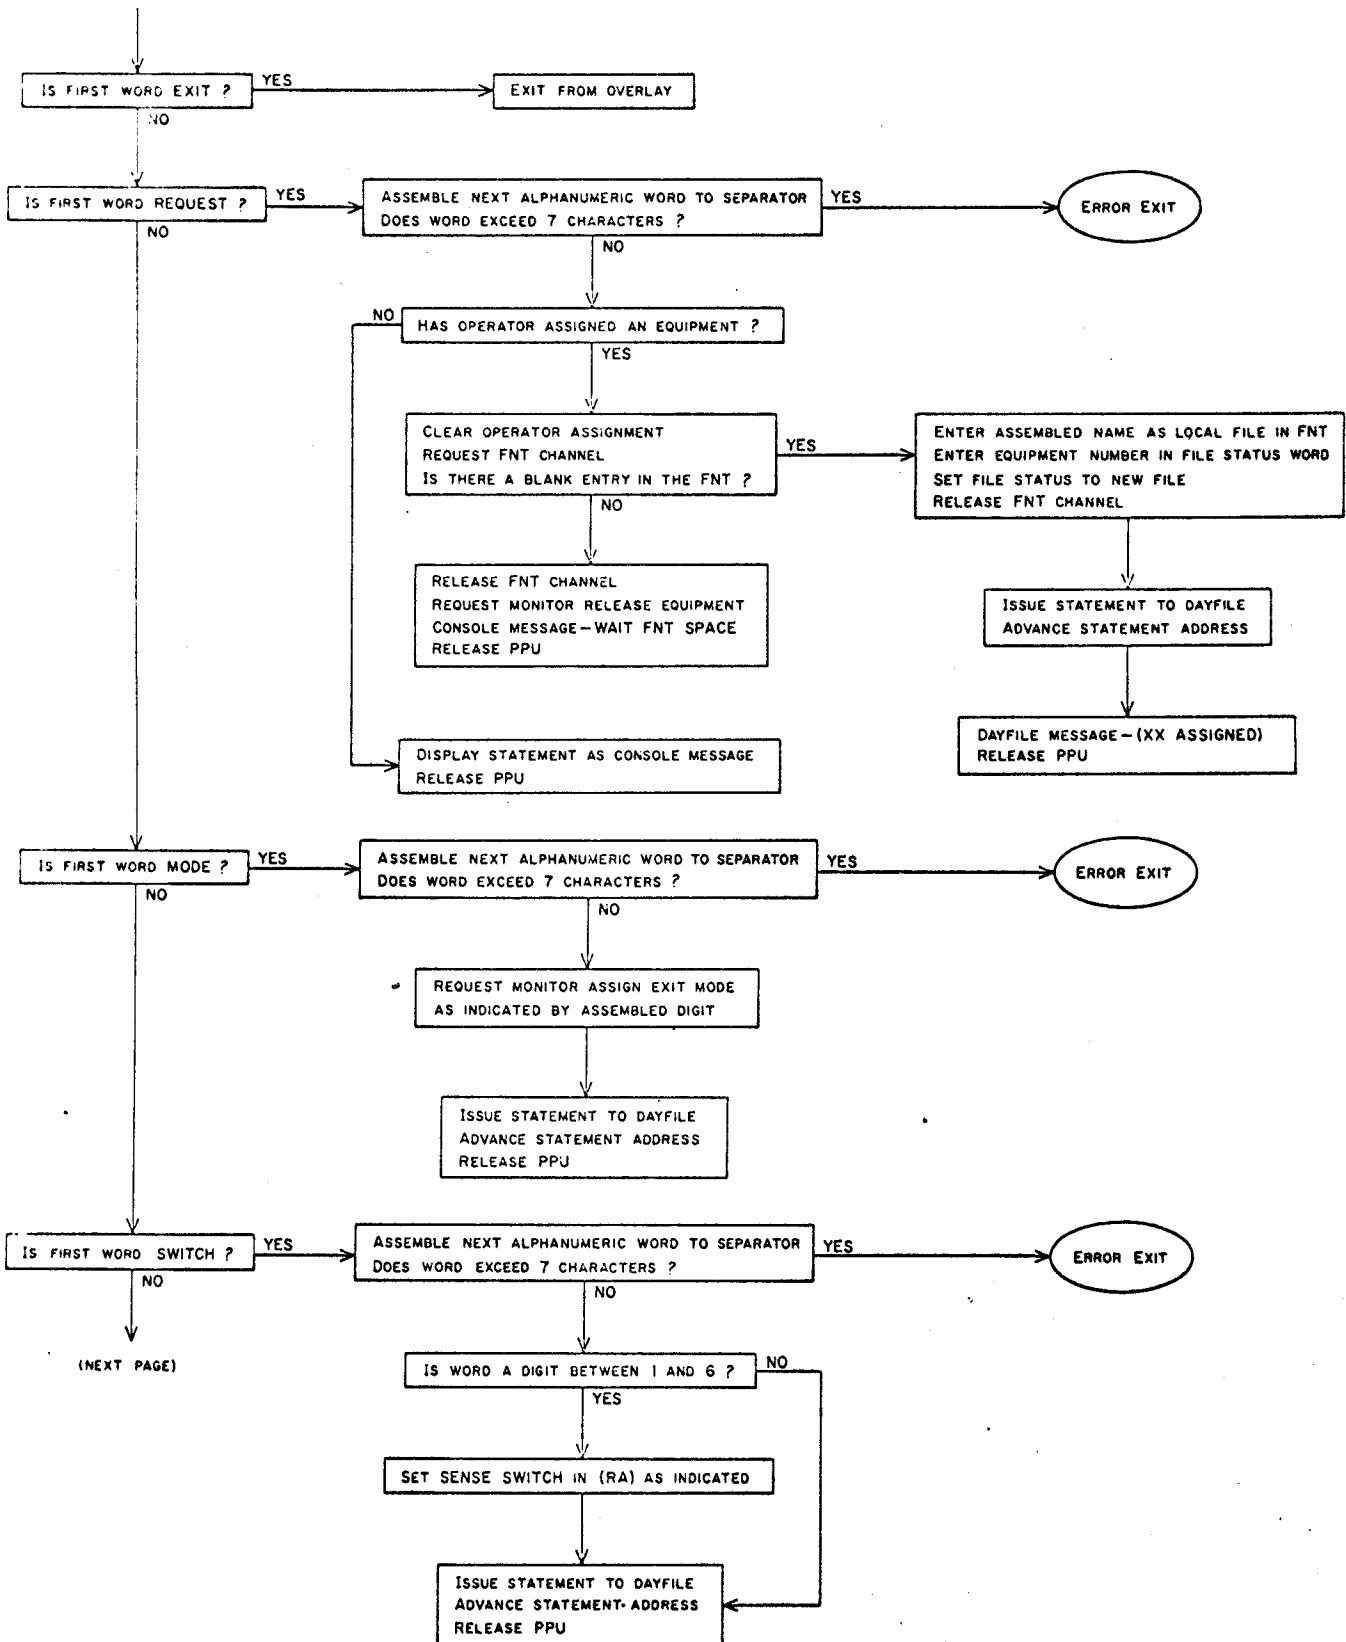 IS FIRST WORD EXIT ?
YES
EXIT FROM OVERLAY
NO
IS FIRST WORD REQUEST ?
YES
ASSEMBLE NEXT ALPHANUMERIC WORD TO SEPARATOR
DOES WORD EXCEED 7 CHARACTERS ?
YES
ERROR EXIT
NO
NO
HAS OPERATOR ASSIGNED AN EQUIPMENT ?
NO
YES
CLEAR OPERATOR ASSIGNMENT
REQUEST FNT CHANNEL
IS THERE A BLANK ENTRY IN THE FNT ?
YES
ENTER ASSEMBLED NAME AS LOCAL FILE IN FNT
ENTER EQUIPMENT NUMBER IN FILE STATUS WORD
SET FILE STATUS TO NEW FILE
RELEASE FNT CHANNEL
NO
RELEASE FNT CHANNEL
REQUEST MONITOR RELEASE EQUIPMENT
CONSOLE MESSAGE-WAIT FNT SPACE
RELEASE PPU
ISSUE STATEMENT TO DAYFILE
ADVANCE STATEMENT ADDRESS
DAYFILE MESSAGE-(XX ASSIGNED)
RELEASE PPU
DISPLAY STATEMENT AS CONSOLE MESSAGE
RELEASE PPU
IS FIRST WORD MODE ?
YES
ASSEMBLE NEXT ALPHANUMERIC WORD TO SEPARATOR
DOES WORD EXCEED 7 CHARACTERS ?
YES
ERROR EXIT
NO
NO
REQUEST MONITOR ASSIGN EXIT MODE
AS INDICATED BY ASSEMBLED DIGIT
ISSUE STATEMENT TO DAYFILE
ADVANCE STATEMENT ADDRESS
RELEASE PPU
IS FIRST WORD SWITCH ?
YES
ASSEMBLE NEXT ALPHANUMERIC WORD TO SEPARATOR
DOES WORD EXCEED 7 CHARACTERS ?
YES
ERROR EXIT
NO
NO
(NEXT PAGE)
IS WORD A DIGIT BETWEEN 1 AND 6 ?
NO
YES
SET SENSE SWITCH IN (RA) AS INDICATED
ISSUE STATEMENT TO DAYFILE
ADVANCE STATEMENT ADDRESS
RELEASE PPU